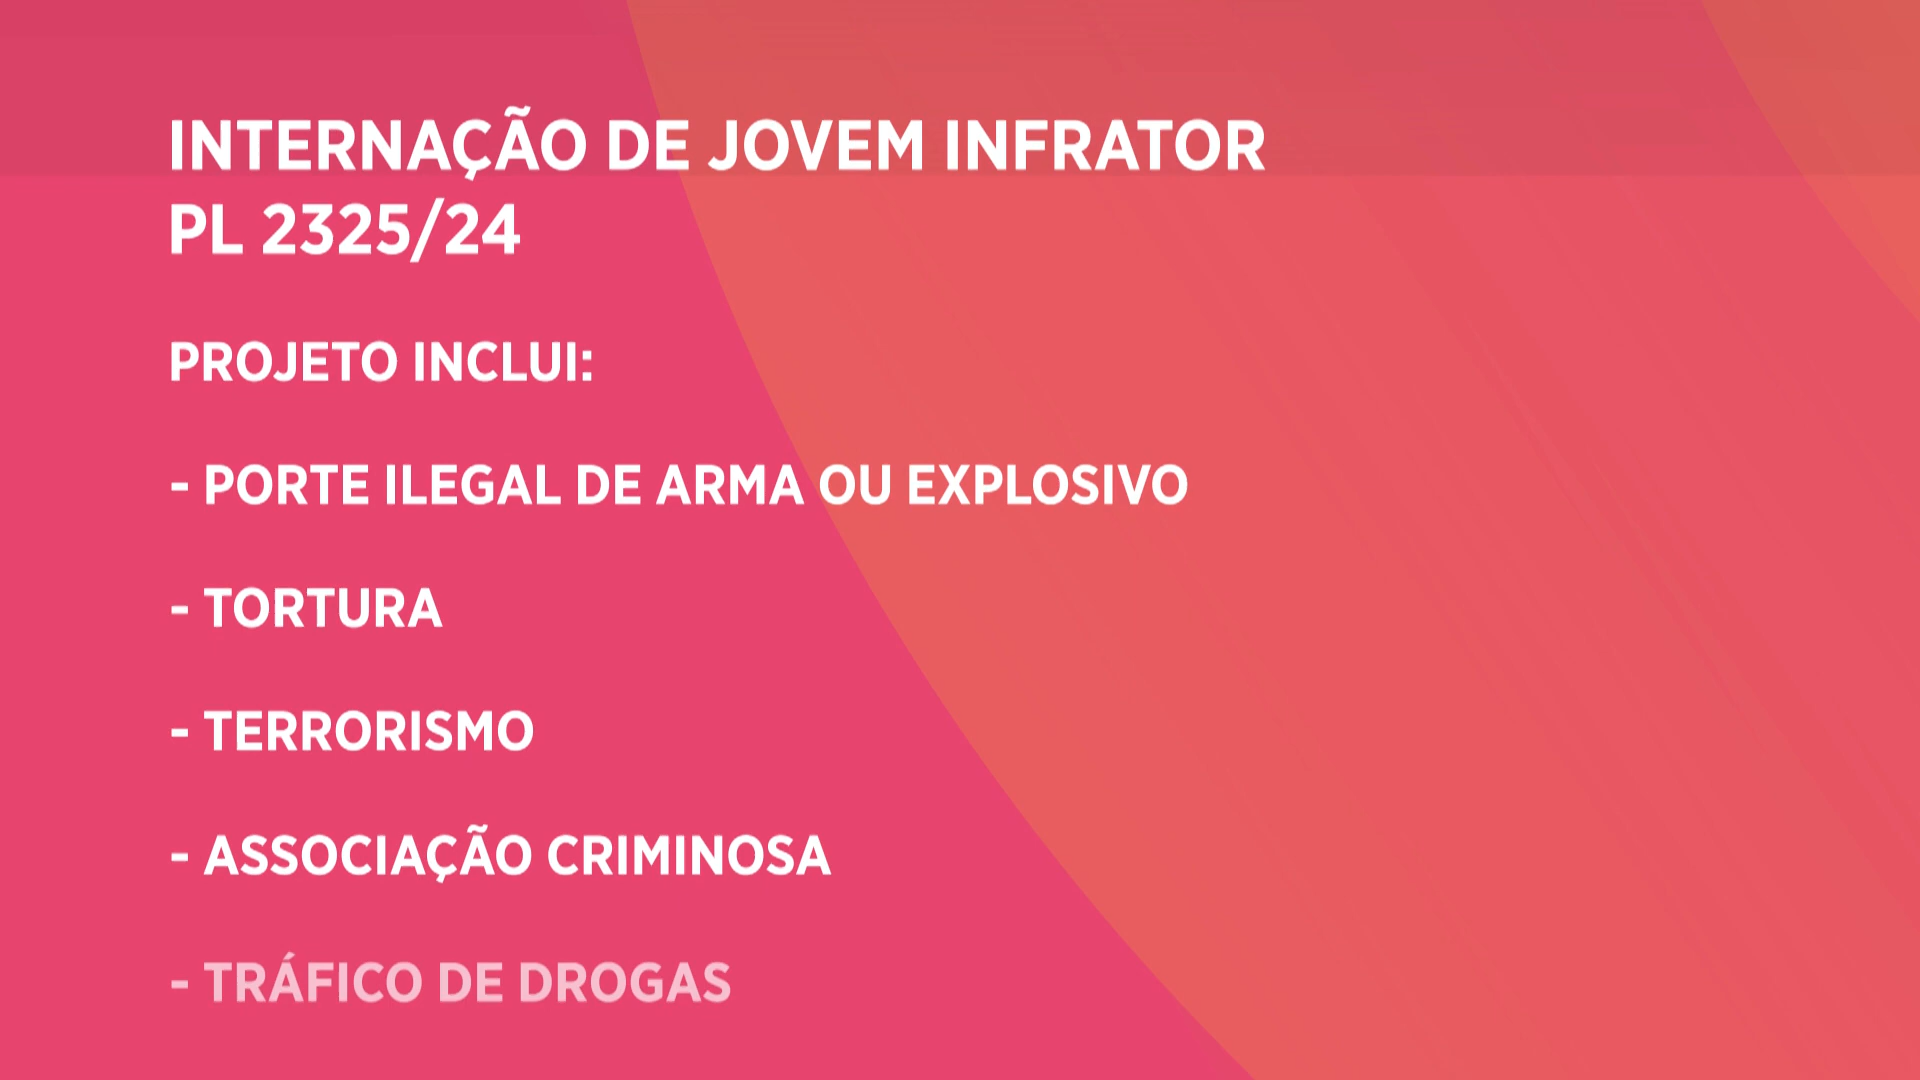 INTERNAÇÃO DE JOVEM INFRATOR
PL 2325/24
PROJETO INCLUI:
- PORTE ILEGAL DE ARMA OU EXPLOSIVO
- TORTURA
- TERRORISMO
- ASSOCIAÇÃO CRIMINOSA
- TRÁFICO DE DROGAS